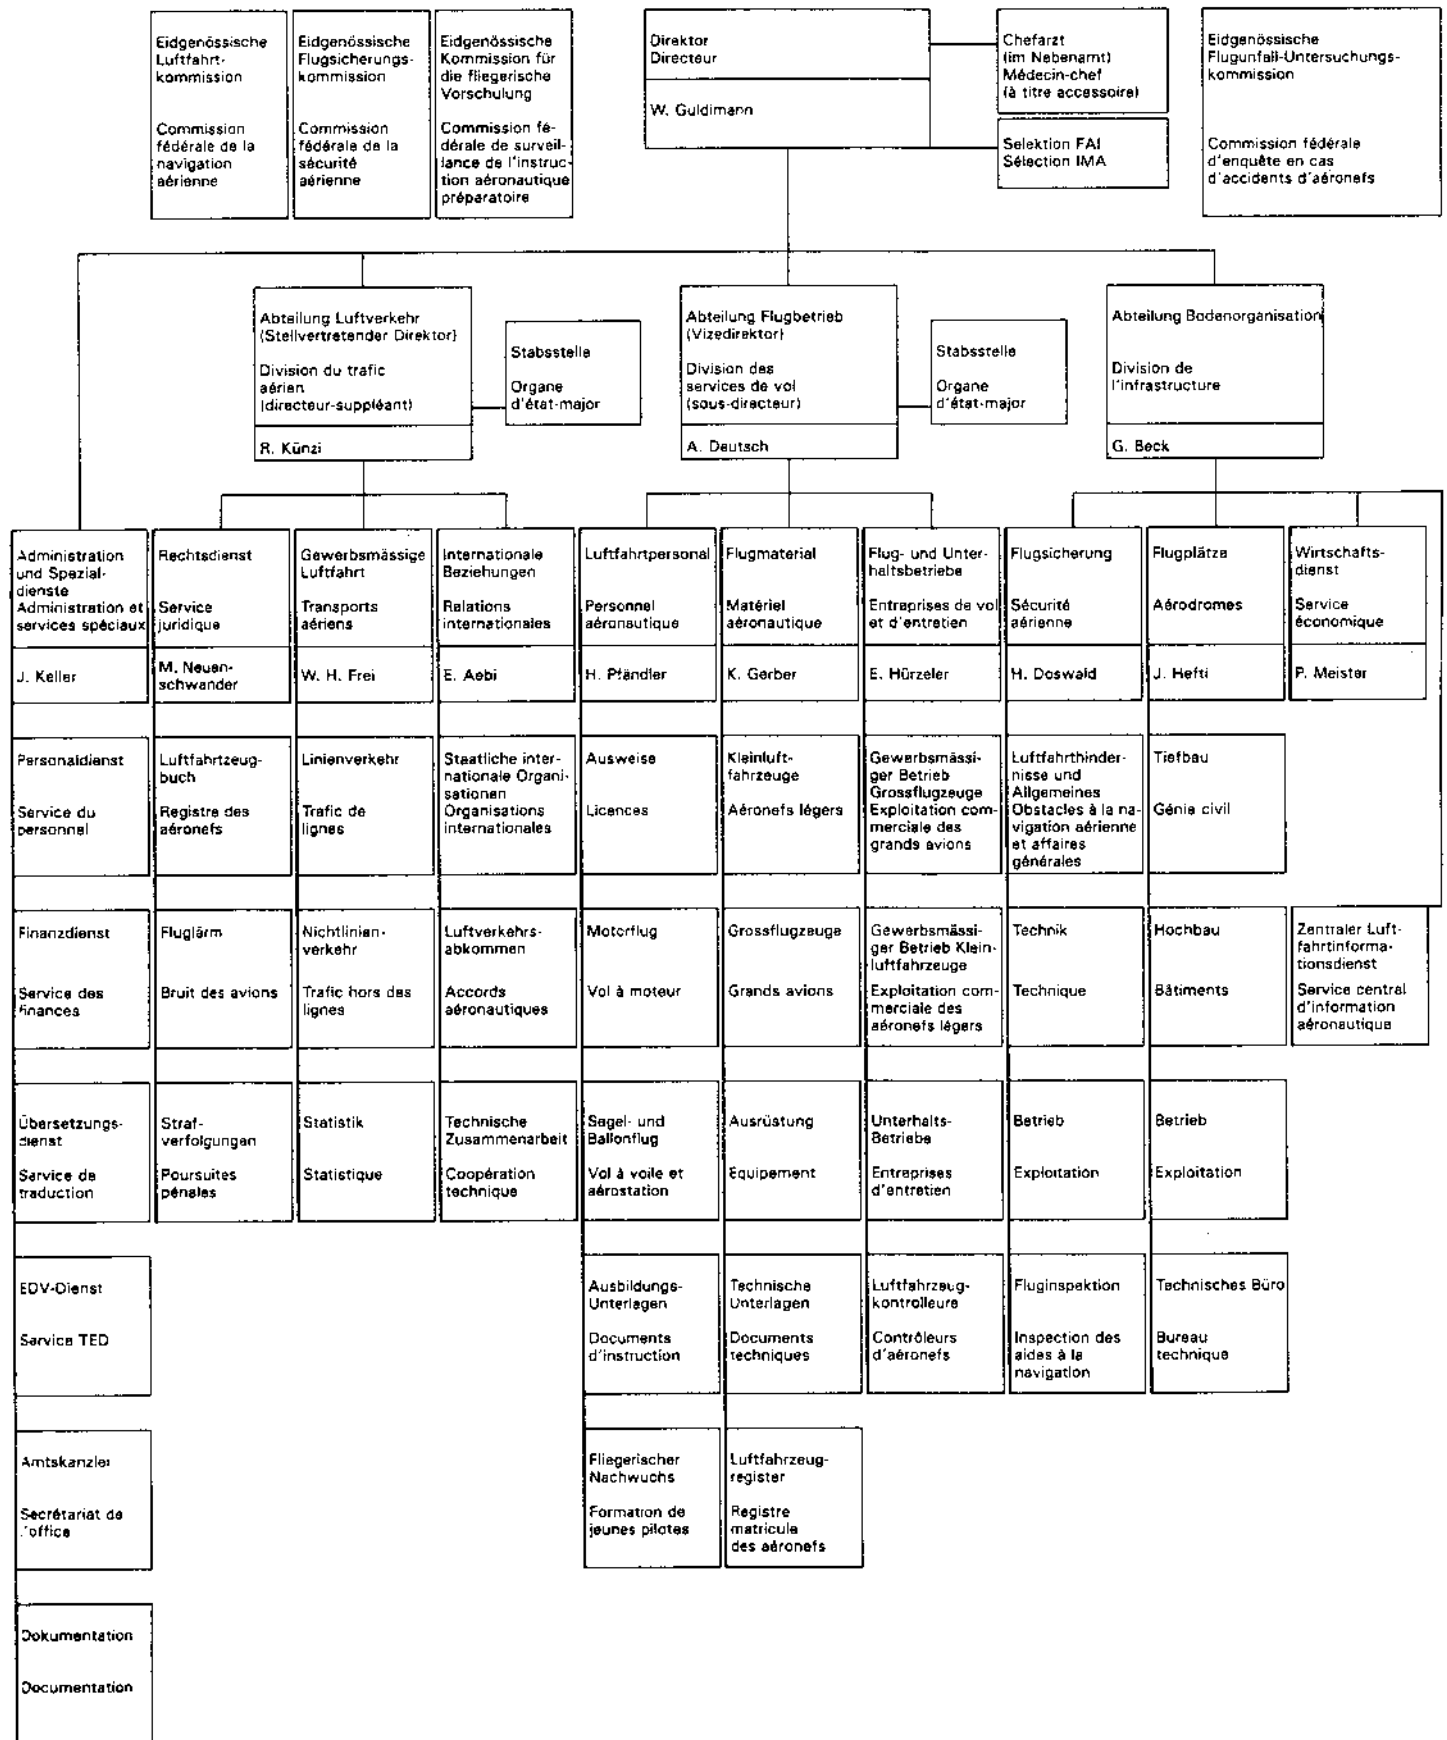 Eidgenössische
Luftfahrt-
kommission
Commission
fédérale de la
navigation
aérienne
Eidgenössische
Flugsicherungs-
kommission
Commission
fédérale de la
sécurité
aérienne
Eidgenössische
Kommission für
die fliegerische
Vorschulung
Commission fé-
dérale de surveil-
lance de l'instruc-
tion aéronautique
préparatoire
Direktor
Directeur
W. Guldimann
Chefarzt
(im Nebenamt)
Médecin-chef
(à titre accessoire)
Selektion FAI
Sélection IMA
Eidgenössische
Flugunfall-Untersuchungs-
kommission
Commission fédérale
d'enquête en cas
d'accidents d'aéronefs
Abteilung Luftverkehr
(Stellvertretender Direktor)
Division du trafic
aérien
(directeur-suppléant)
R. Künzi
Stabsstelle
Organe
d'état-major
Abteilung Flugbetrieb
(Vizedirektor)
Division des
services de vol
(sous-directeur)
A. Deutsch
Stabsstelle
Organe
d'état-major
Abteilung Bodenorganisation
Division de
l'infrastructure
G. Beck
Administration
und Spezial-
dienste
Administration et
services spéciaux
J. Keller
Rechtsdienst
Service
juridique
M. Neuen-
schwander
Gewerbsmässige
Luftfahrt
Transports
aériens
W. H. Frei
Internationale
Beziehungen
Relations
internationales
E. Aebi
Luftfahrtpersonal
Personnel
aéronautique
H. Pfändler
Flugmaterial
Matériel
aéronautique
K. Gerber
Flug- und Unter-
haltsbetriebe
Entreprises de vol
et d'entretien
E. Hürzeler
Flugsicherung
Sécurité
aérienne
H. Doswald
Flugplätze
Aérodromes
J. Hefti
Wirtschafts-
dienst
Service
économique
P. Meister
Personaldienst
Service du
personnel
Luftfahrtzeug-
buch
Registre des
aéronefs
Linienverkehr
Trafic de
lignes
Staatliche inter-
nationale Organi-
sationen
Organisations
internationales
Ausweise
Licences
Kleinluft-
fahrzeuge
Aéronefs légers
Gewerbsmässi-
ger Betrieb
Grossflugzeuge
Exploitation com-
merciale des
grands avions
Luftfahrthinder-
nisse und
Allgemeines
Obstacles à la na-
vigation aérienne
et affaires
générales
Tiefbau
Génie civil
Finanzdienst
Service des
finances
Fluglärm
Bruit des avions
Nichtlinien-
verkehr
Trafic hors des
lignes
Luftverkehrs-
abkommen
Accords
aéronautiques
Motorflug
Vol à moteur
Grossflugzeuge
Grands avions
Gewerbsmässi-
ger Betrieb Klein-
luftfahrzeuge
Exploitation com-
merciale des
aéronefs légers
Technik
Technique
Hochbau
Bâtiments
Zentraler Luft-
fahrtinforma-
tionsdienst
Service central
d'information
aéronautique
Übersetzungs-
dienst
Service de
traduction
Straf-
verfolgungen
Poursuites
pénales
Statistik
Statistique
Technische
Zusammenarbeit
Coopération
technique
Segel- und
Ballonflug
Vol à voile et
aérostation
Ausrüstung
Equipement
Unterhalts-
Betriebe
Entreprises
d'entretien
Betrieb
Exploitation
Betrieb
Exploitation
EDV-Dienst
Service TED
Ausbildungs-
Unterlagen
Documents
d'instruction
Technische
Unterlagen
Documents
techniques
Luftfahrzeug-
kontrolleure
Contrôleurs
d'aéronefs
Fluginspektion
Inspection des
aides à la
navigation
Technisches Büro
Bureau
technique
Amtskanzlei
Secrétariat de
l'office
Fliegerischer
Nachwuchs
Formation de
jeunes pilotes
Luftfahrzeug-
register
Registre
matricule
des aéronefs
Dokumentation
Documentation